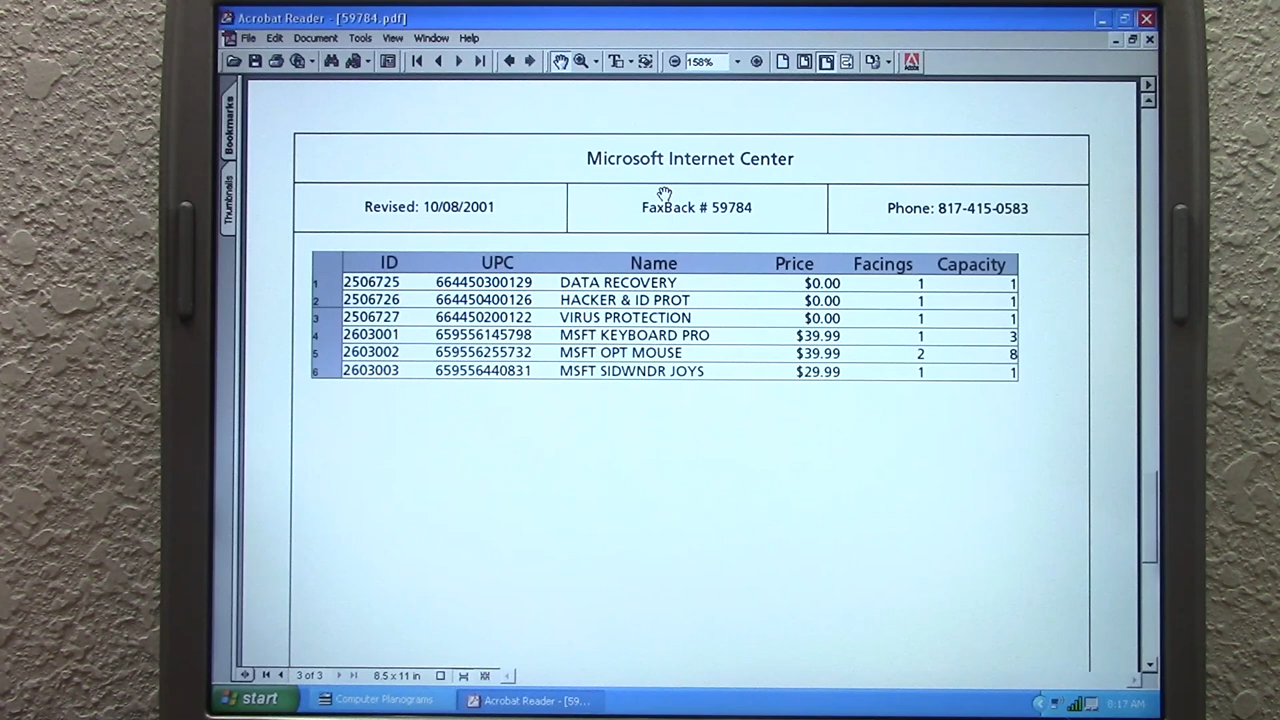 Acrobat Reader - [59784.pdf]
File Edit Document Tools View Window Help
158%
Bookmarks
Thumbnails
Microsoft Internet Center
Revised: 10/08/2001 FaxBack # 59784 Phone: 817-415-0583
ID UPC Name Price Facings Capacity
1 2506725 664450300129 DATA RECOVERY $0.00 1 1
2 2506726 664450400126 HACKER & ID PROT $0.00 1 1
3 2506727 664450200122 VIRUS PROTECTION $0.00 1 1
4 2603001 659556145798 MSFT KEYBOARD PRO $39.99 1 3
5 2603002 659556255732 MSFT OPT MOUSE $39.99 2 8
6 2603003 659556440831 MSFT SIDWNDR JOYS $29.99 1 1
3 of 3 8.5 x 11 in
start Computer Planograms Acrobat Reader - [59... 8:17 AM